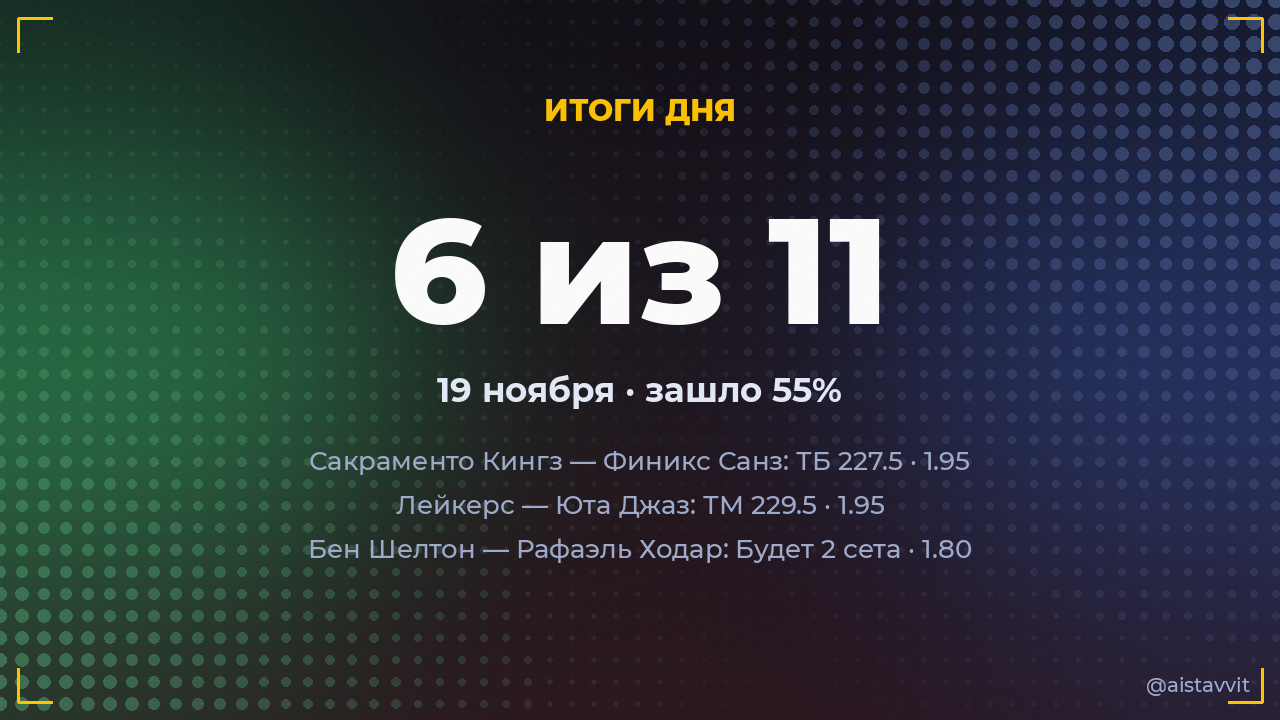 ИТОГИ ДНЯ
6 из 11
19 ноября · зашло 55%
Сакраменто Кингз — Финикс Санз: ТБ 227.5 · 1.95
Лейкерс — Юта Джаз: ТМ 229.5 · 1.95
Бен Шелтон — Рафаэль Ходар: Будет 2 сета · 1.80
@aistavvit